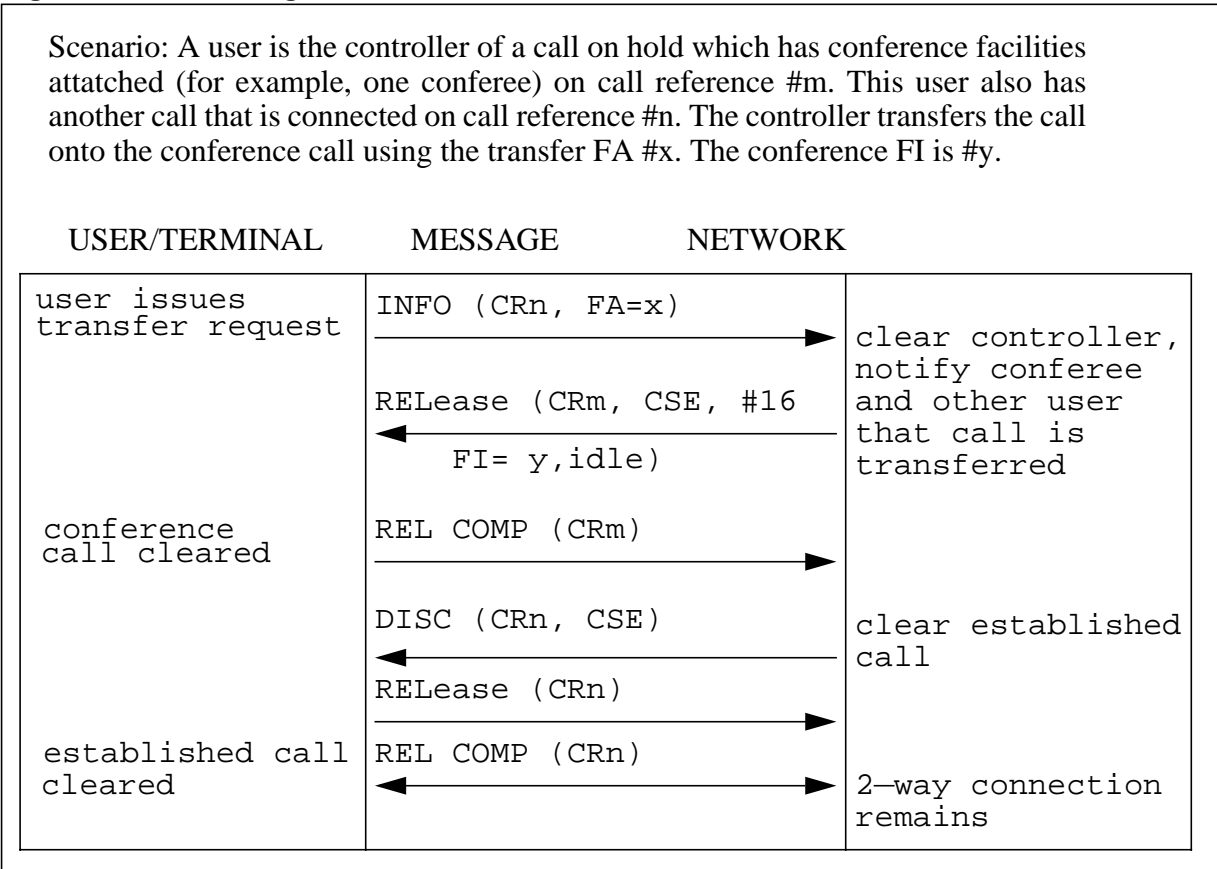 Scenario: A user is the controller of a call on hold which has conference facilities
attatched (for example, one conferee) on call reference #m. This user also has
another call that is connected on call reference #n. The controller transfers the call
onto the conference call using the transfer FA #x. The conference FI is #y.
USER/TERMINAL MESSAGE NETWORK
user issues
transfer request
INFO (CRn, FA=x)
clear controller,
notify conferee
and other user
that call is
transferred
RELease (CRm, CSE, #16
FI= y,idle)
conference
call cleared
REL COMP (CRm)
DISC (CRn, CSE)
clear established
call
RELease (CRn)
established call
cleared
REL COMP (CRn)
2–way connection
remains